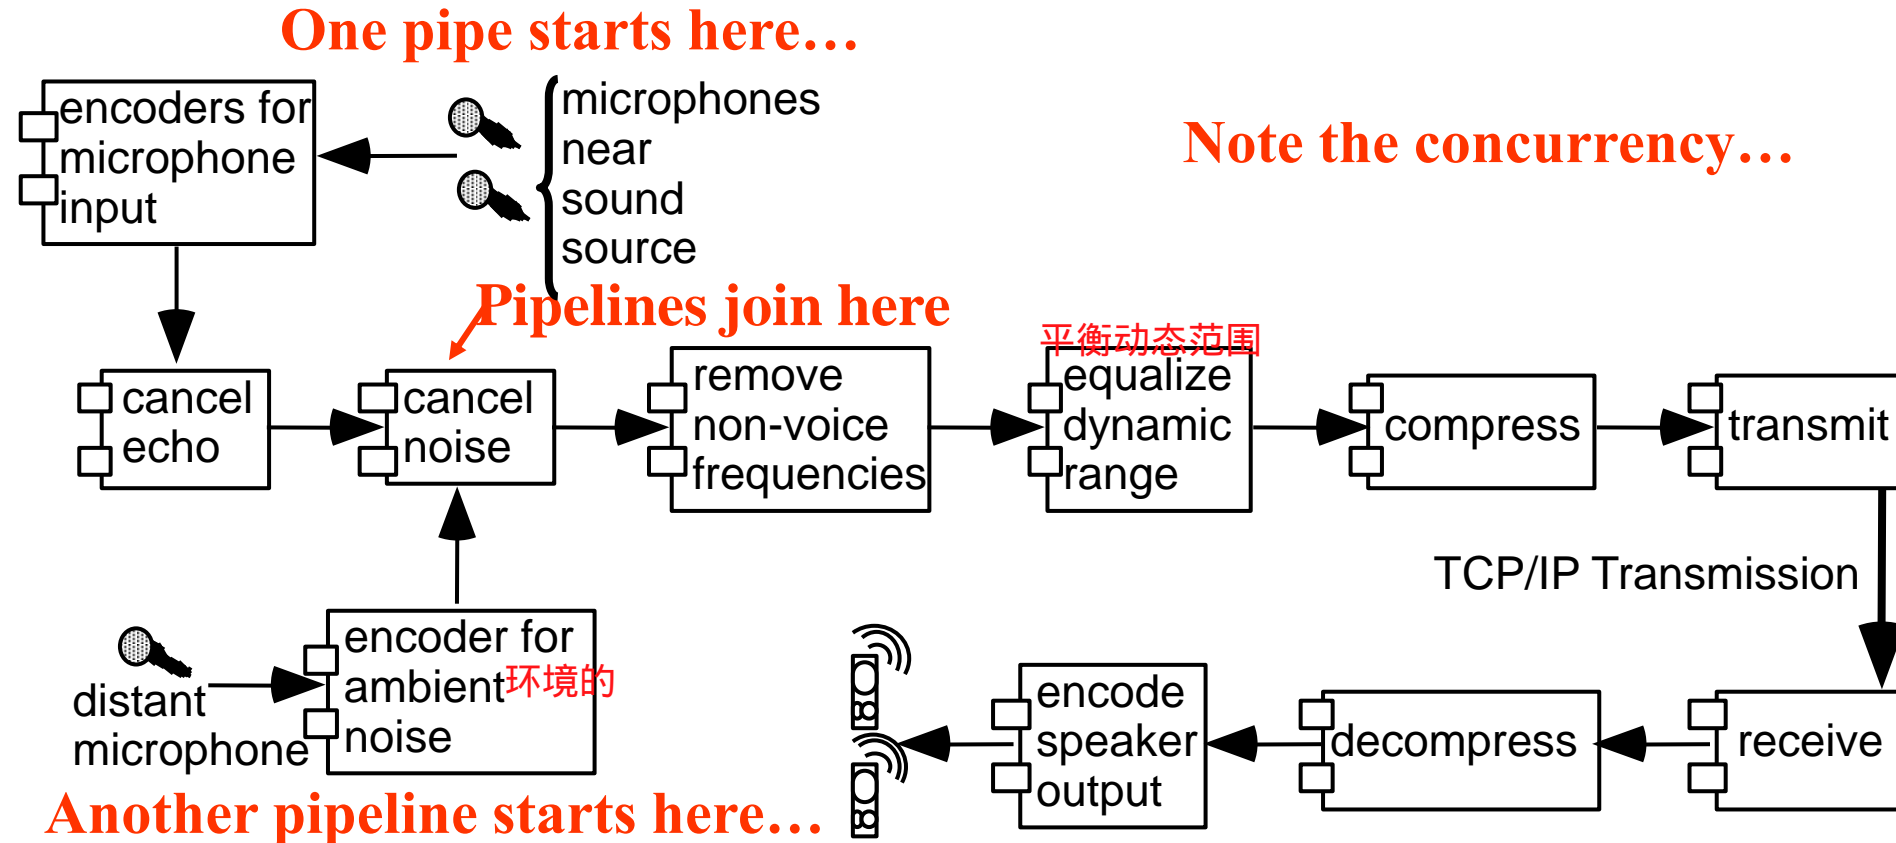 One pipe starts here…
encoders for
microphone
input
microphones
near
sound
source
Note the concurrency…
Pipelines join here
cancel
echo
cancel
noise
remove
non-voice
frequencies
平衡动态范围
equalize
dynamic
range
compress
transmit
TCP/IP Transmission
distant
microphone
encoder for
ambient环境的
noise
encode
speaker
output
decompress
receive
Another pipeline starts here…